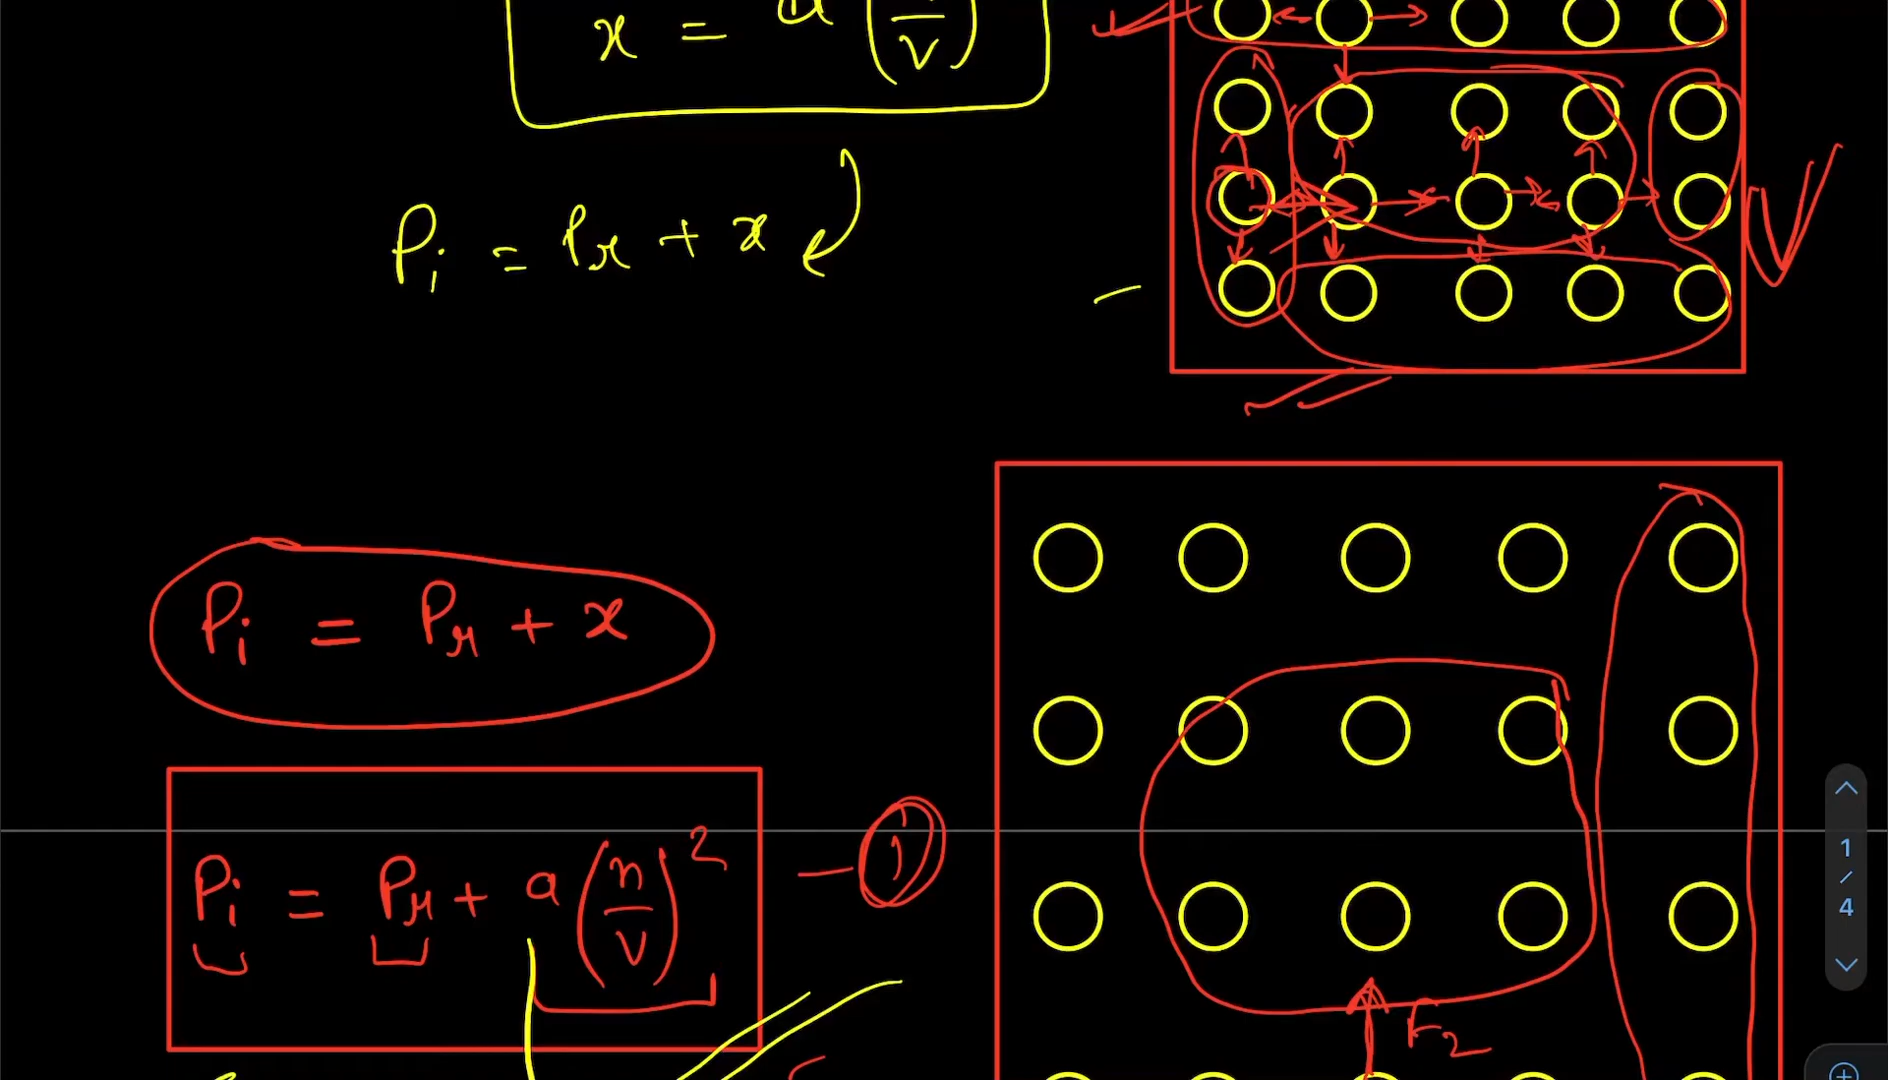 x = a (n/V)
Pᵢ = Pᵣ + x
Pᵢ = Pᵣ + x
Pᵢ = Pᵣ + a (n/V)² — ①
F₂
1
/
4